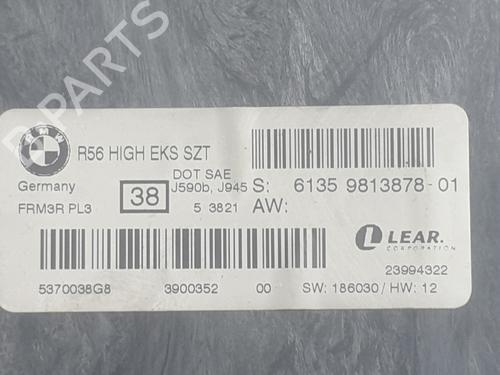 B-PARTS
BMW
R56 HIGH EKS SZT
Germany
DOT SAE
38 J590b, J945 S: 6135 9813878-01
FRM3R PL3
5 3821 AW:
LEAR.
CORPORATION
23994322
5370038G8 3900352 00 SW: 186030 / HW: 12